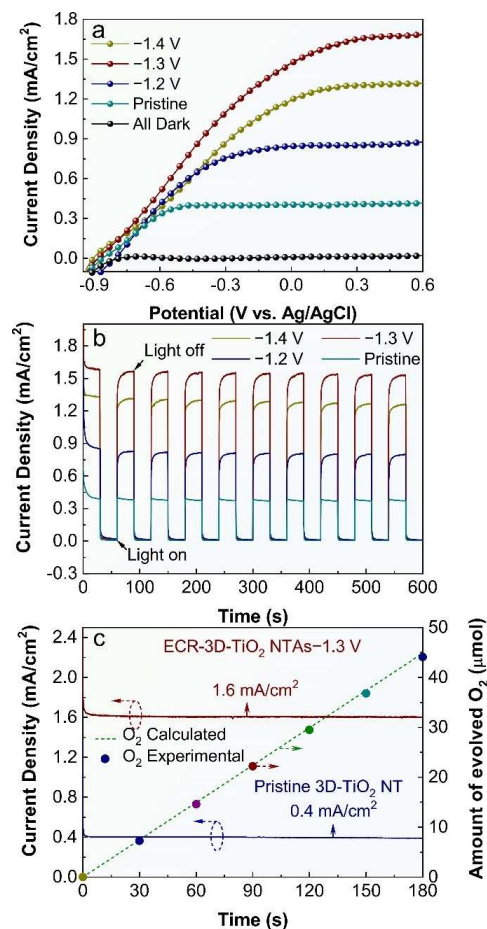 a
−1.4 V
−1.3 V
−1.2 V
Pristine
All Dark
Current Density (mA/cm²)
1.8
1.5
1.2
0.9
0.6
0.3
0.0
-0.9 -0.6 -0.3 0.0 0.3 0.6
Potential (V vs. Ag/AgCl)
b
−1.4 V −1.3 V
−1.2 V Pristine
Light off
Light on
Current Density (mA/cm²)
1.8
1.5
1.2
0.9
0.6
0.3
0.0
-0.3
0 100 200 300 400 500 600
Time (s)
c
ECR-3D-TiO₂ NTAs−1.3 V
1.6 mA/cm²
O₂ Calculated
O₂ Experimental
Pristine 3D-TiO₂ NT
0.4 mA/cm²
Current Density (mA/cm²)
2.4
2.0
1.6
1.2
0.8
0.4
0.0
50
40
30
20
10
0
Amount of evolved O₂ (μmol)
0 30 60 90 120 150 180
Time (s)